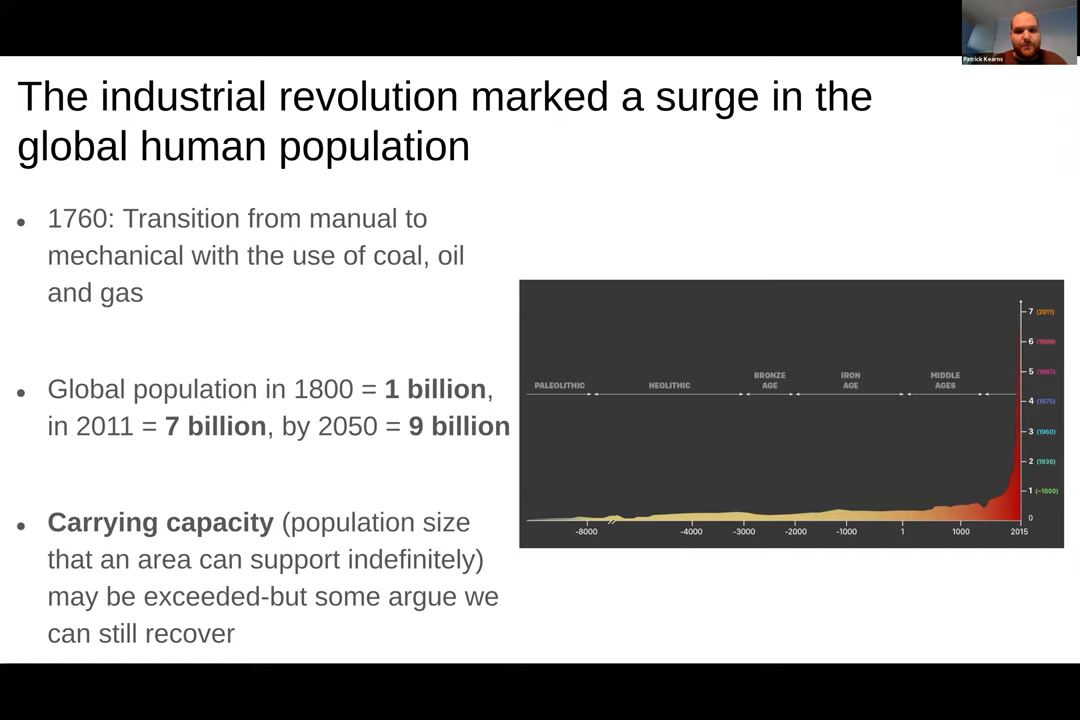 Patrick Kearns
The industrial revolution marked a surge in the
global human population
● 1760: Transition from manual to
mechanical with the use of coal, oil
and gas
● Global population in 1800 = 1 billion,
in 2011 = 7 billion, by 2050 = 9 billion
● Carrying capacity (population size
that an area can support indefinitely)
may be exceeded-but some argue we
can still recover
PALEOLITHIC
NEOLITHIC
BRONZE
AGE
IRON
AGE
MIDDLE
AGES
7 (2011)
6 (1999)
5 (1987)
4 (1975)
3 (1960)
2 (1930)
1 (~1800)
0
-8000 -4000 -3000 -2000 -1000 1 1000 2015